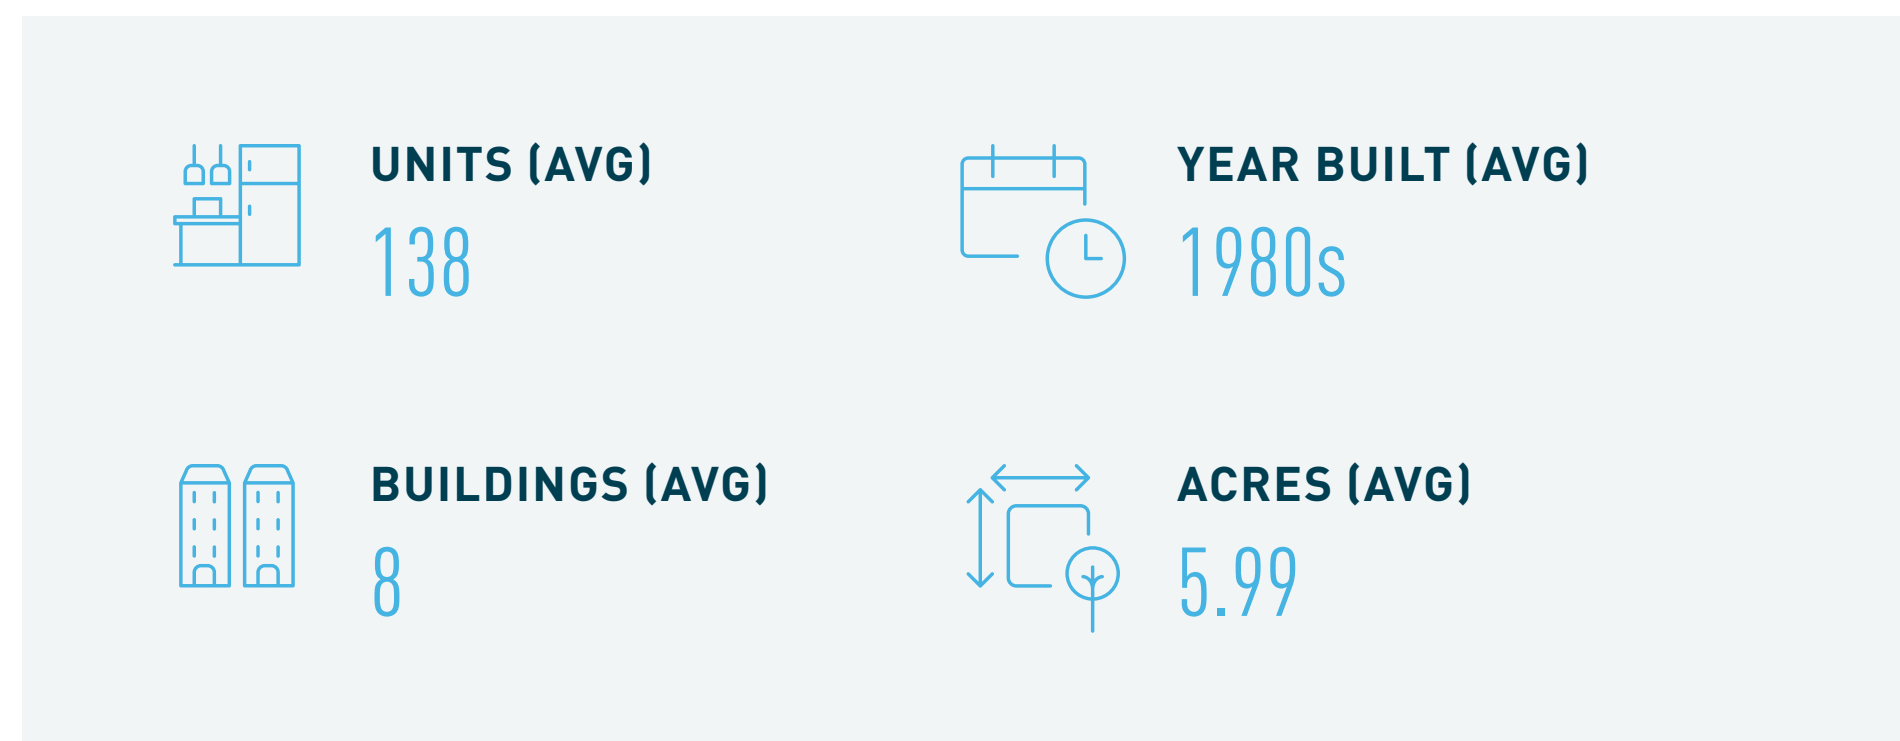 UNITS (AVG)
138
YEAR BUILT (AVG)
1980s
BUILDINGS (AVG)
8
ACRES (AVG)
5.99